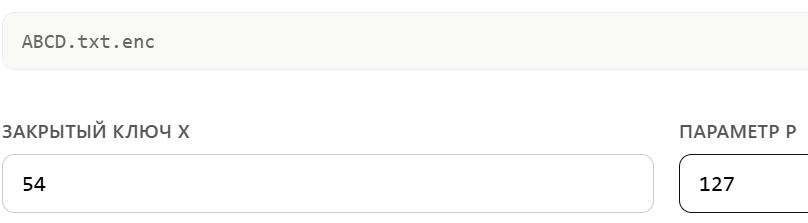 ABCD.txt.enc
ЗАКРЫТЫЙ КЛЮЧ X
ПАРАМЕТР P
54
127